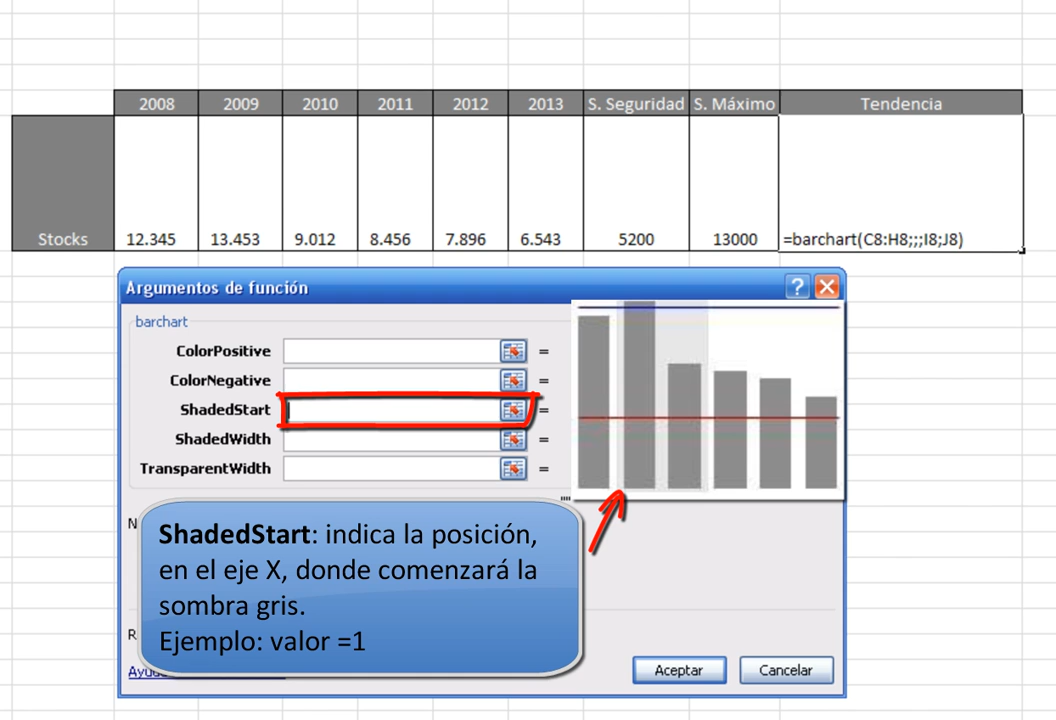 2008 2009 2010 2011 2012 2013 S. Seguridad S. Máximo Tendencia
Stocks 12.345 13.453 9.012 8.456 7.896 6.543 5200 13000 =barchart(C8:H8;;;I8;J8)
Argumentos de función ?
barchart
ColorPositive =
ColorNegative =
ShadedStart =
ShadedWidth =
TransparentWidth =
""
N
ShadedStart: indica la posición,
en el eje X, donde comenzará la
sombra gris.
Ejemplo: valor =1
R
Aceptar Cancelar